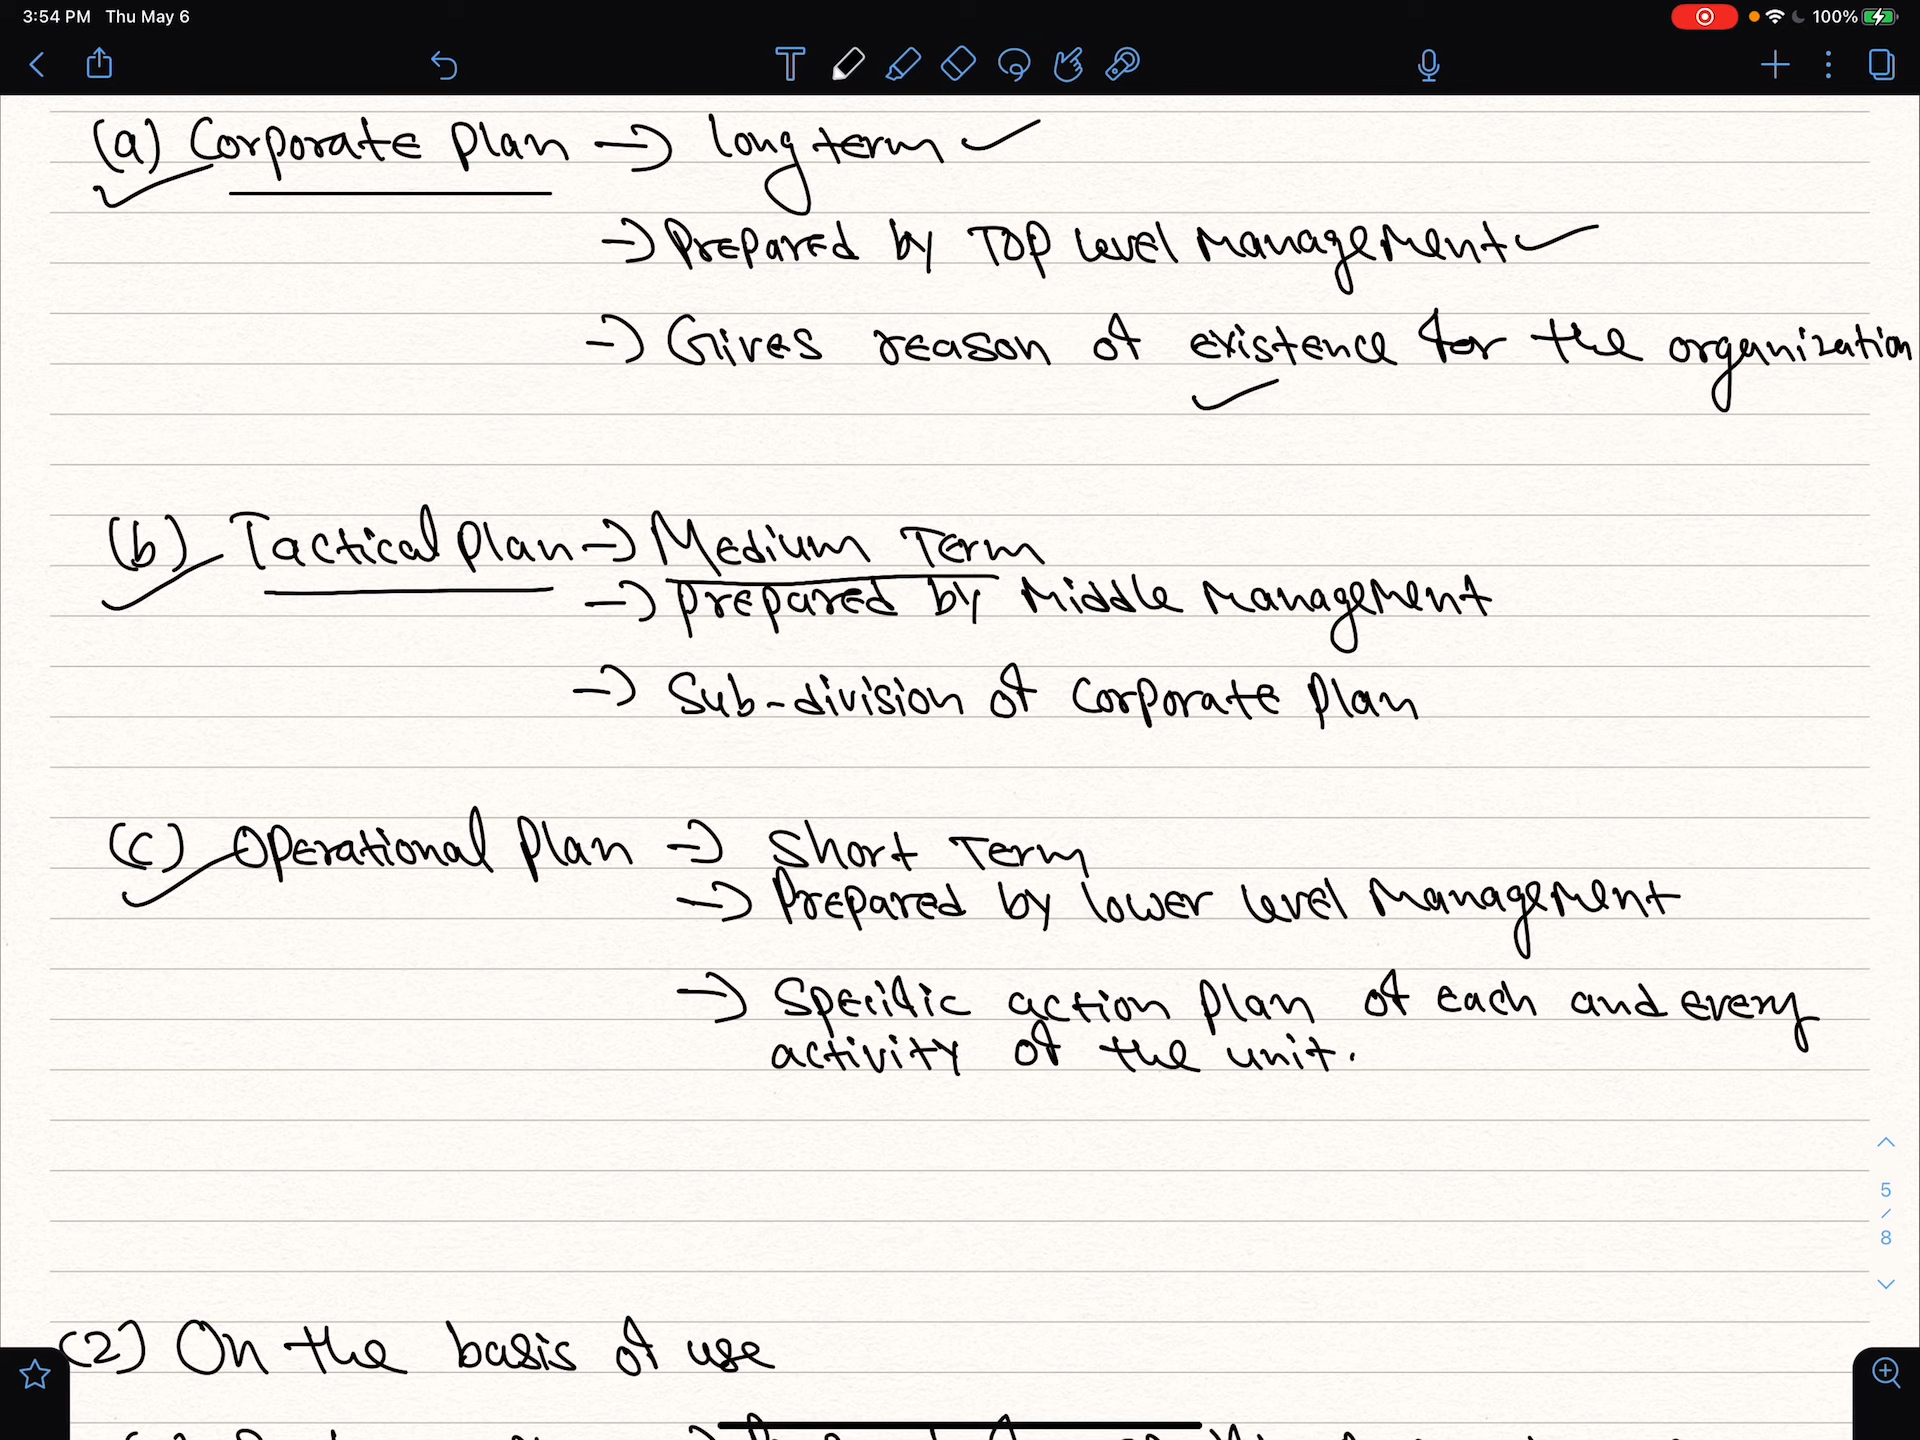 3:54 PM Thu May 6
100%
(a) Corporate Plan → long term ✓
→ Prepared by Top Level Management ✓
→ Gives reason of existence for the organization
(b) Tactical Plan → Medium Term
→ Prepared by Middle Management
→ Sub-division of Corporate Plan
(c) Operational Plan → Short Term
→ Prepared by lower level Management
→ Specific action Plan of each and every
activity of the unit.
5
/
8
(2) On the basis of use